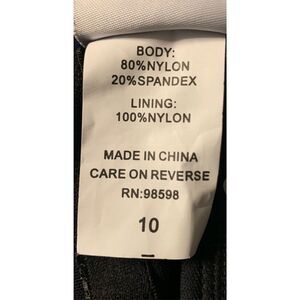 BODY:
80%NYLON
20%SPANDEX
LINING:
100%NYLON
MADE IN CHINA
CARE ON REVERSE
RN:98598
10